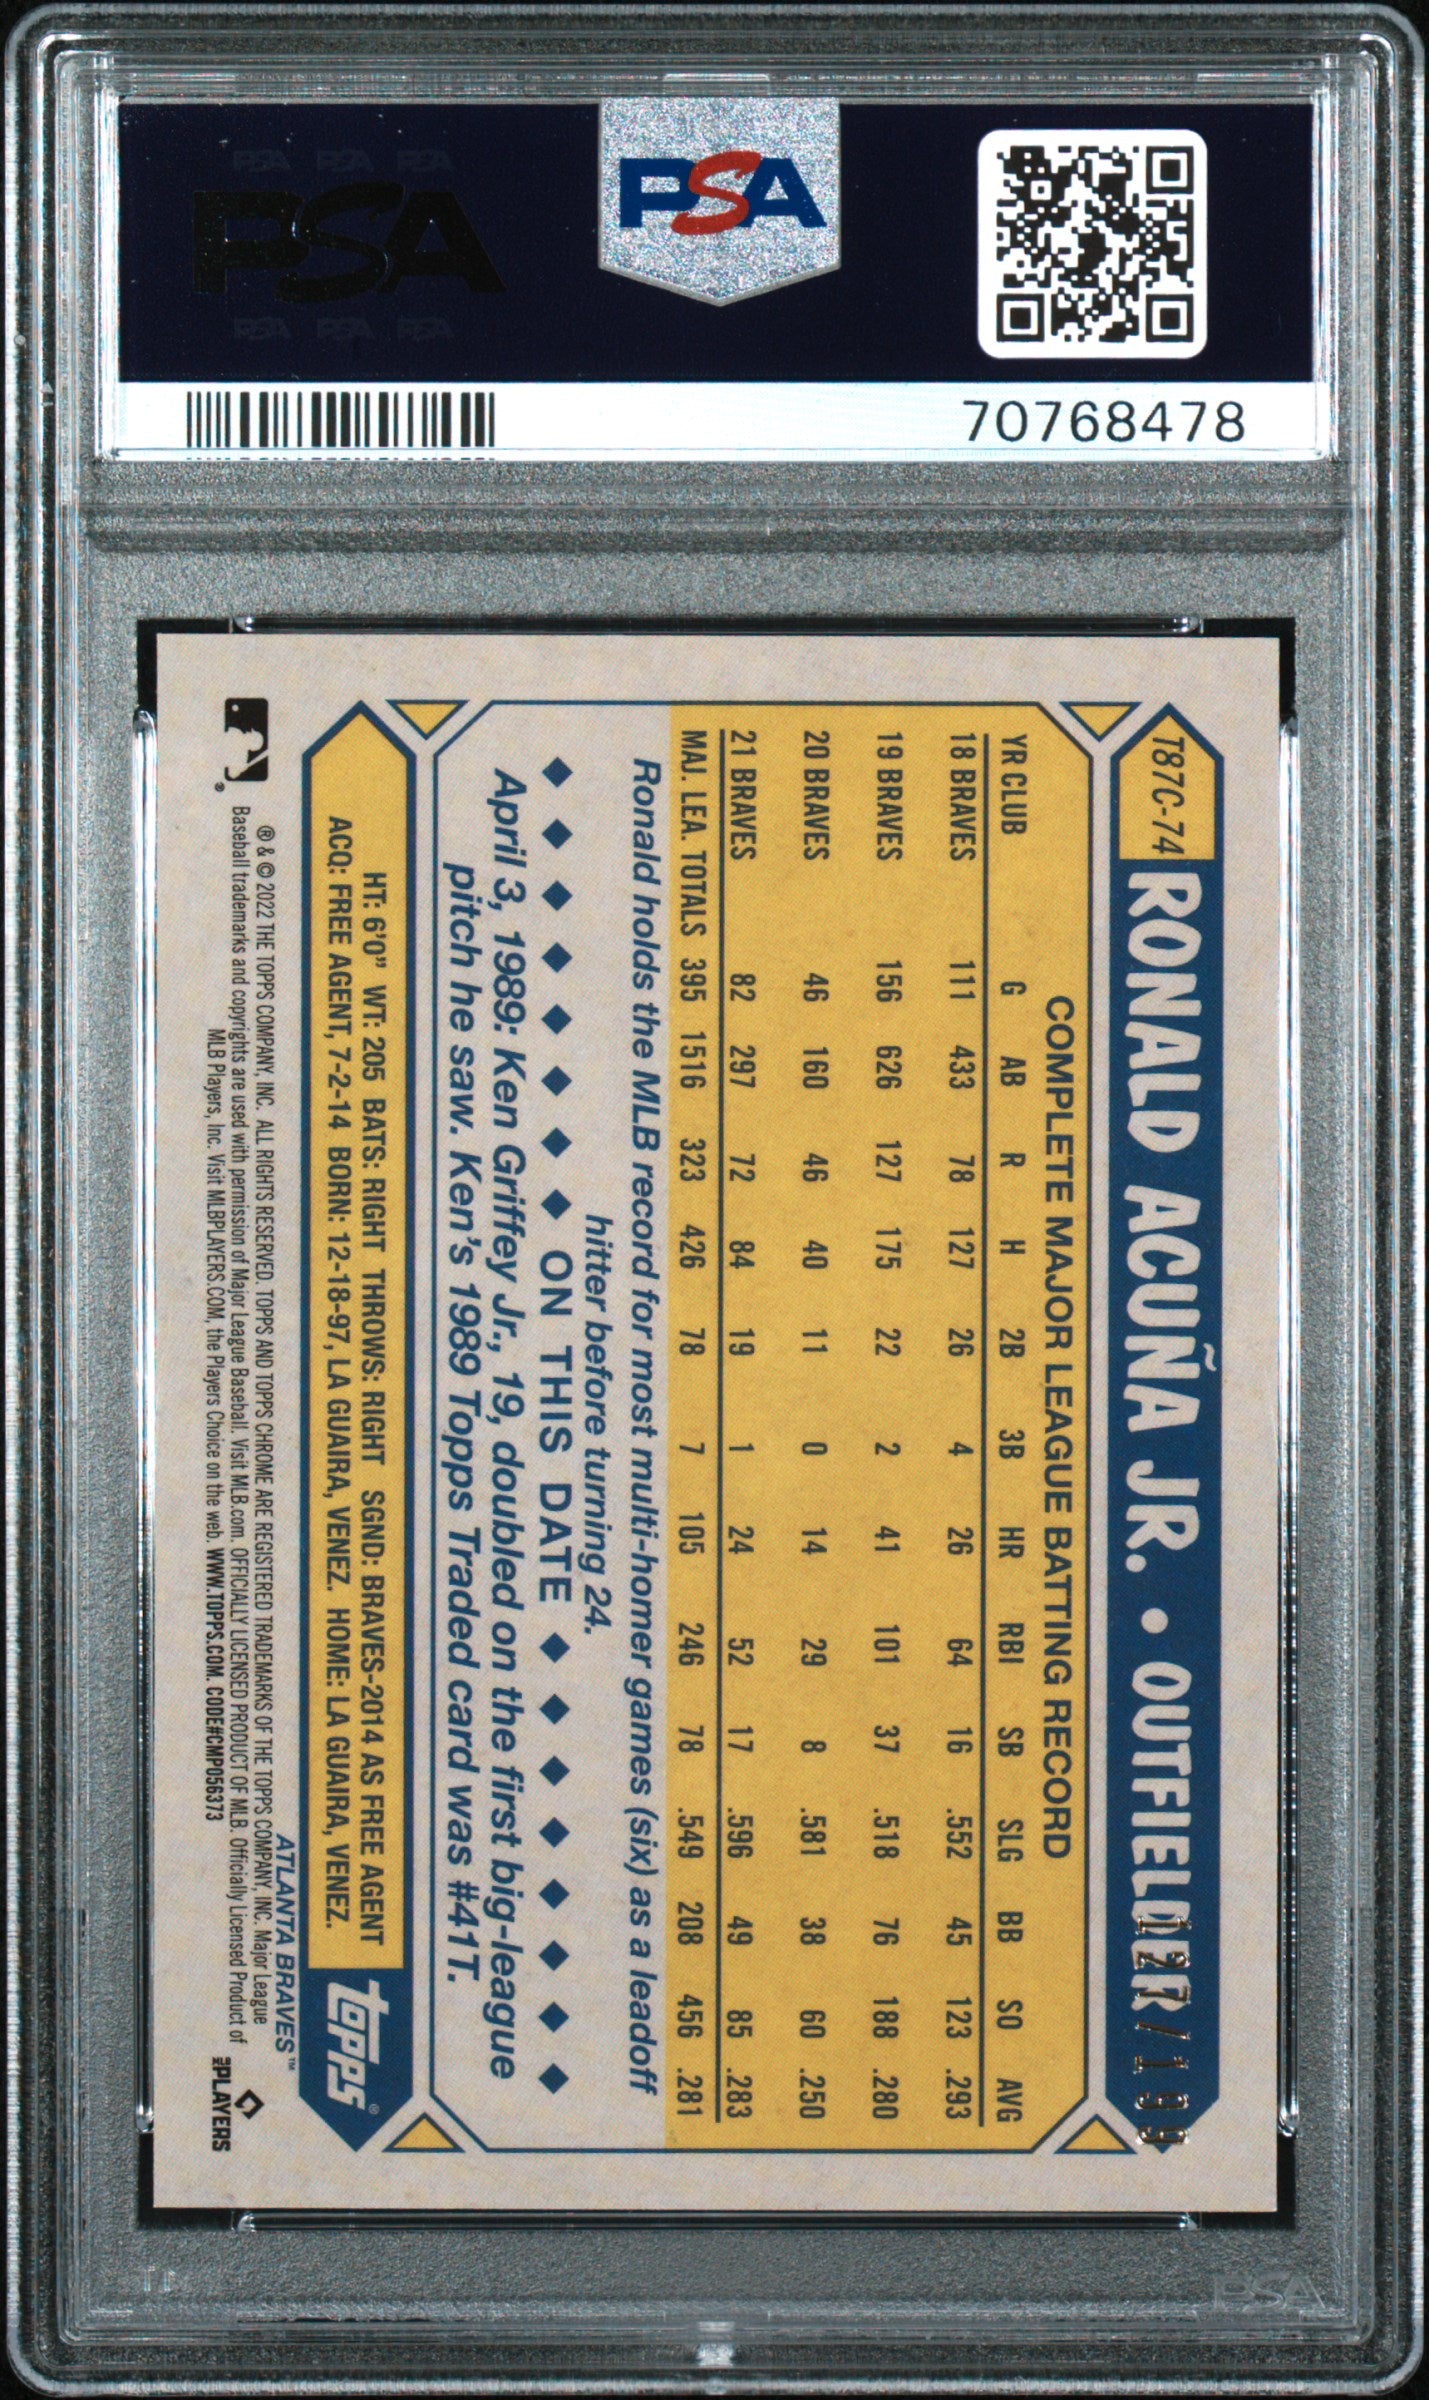 PSA PSA PSA
PSA
PSA PSA PSA
PSA
70768478
T87C-74 RONALD ACUÑA JR. • OUTFIELDER
127/199
COMPLETE MAJOR LEAGUE BATTING RECORD
YR CLUB G AB R H 2B 3B HR RBI SB SLG BB SO AVG
18 BRAVES 111 433 78 127 26 4 26 64 16 .552 45 123 .293
19 BRAVES 156 626 127 175 22 2 41 101 37 .518 76 188 .280
20 BRAVES 46 160 46 40 11 0 14 29 8 .581 38 60 .250
21 BRAVES 82 297 72 84 19 1 24 52 17 .596 49 85 .283
MAJ. LEA. TOTALS 395 1516 323 426 78 7 105 246 78 .549 208 456 .281
Ronald holds the MLB record for most multi-homer games (six) as a leadoff
hitter before turning 24.
ON THIS DATE
April 3, 1989: Ken Griffey Jr., 19, doubled on the first big-league
pitch he saw. Ken's 1989 Topps Traded card was #41T.
HT: 6'0" WT: 205 BATS: RIGHT THROWS: RIGHT SGND: BRAVES-2014 AS FREE AGENT
ACQ: FREE AGENT, 7-2-14 BORN: 12-18-97, LA GUAIRA, VENEZ. HOME: LA GUAIRA, VENEZ.
topps®
ATLANTA BRAVES™
® & © 2022 THE TOPPS COMPANY, INC. ALL RIGHTS RESERVED. TOPPS AND TOPPS CHROME ARE REGISTERED TRADEMARKS OF THE TOPPS COMPANY, INC. Major League
Baseball trademarks and copyrights are used with permission of Major League Baseball. Visit MLB.com. OFFICIALLY LICENSED PRODUCT OF MLB. Officially Licensed Product of
MLB Players, Inc. Visit MLBPLAYERS.COM, the Players Choice on the web. WWW.TOPPS.COM. CODE#CMP056373
MLB PLAYERS
PSA